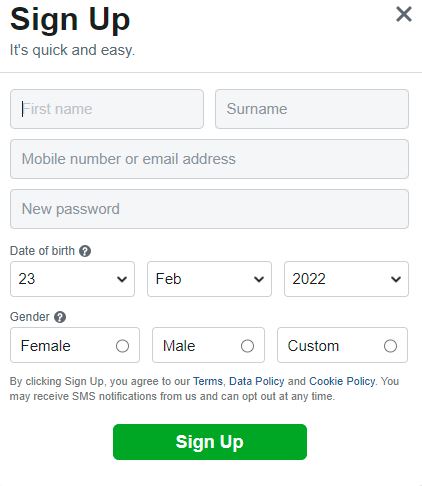 Sign Up
It's quick and easy.
First name Surname
Mobile number or email address
New password
Date of birth ?
23 Feb 2022
Gender ?
Female Male Custom
By clicking Sign Up, you agree to our Terms, Data Policy and Cookie Policy. You
may receive SMS notifications from us and can opt out at any time.
Sign Up